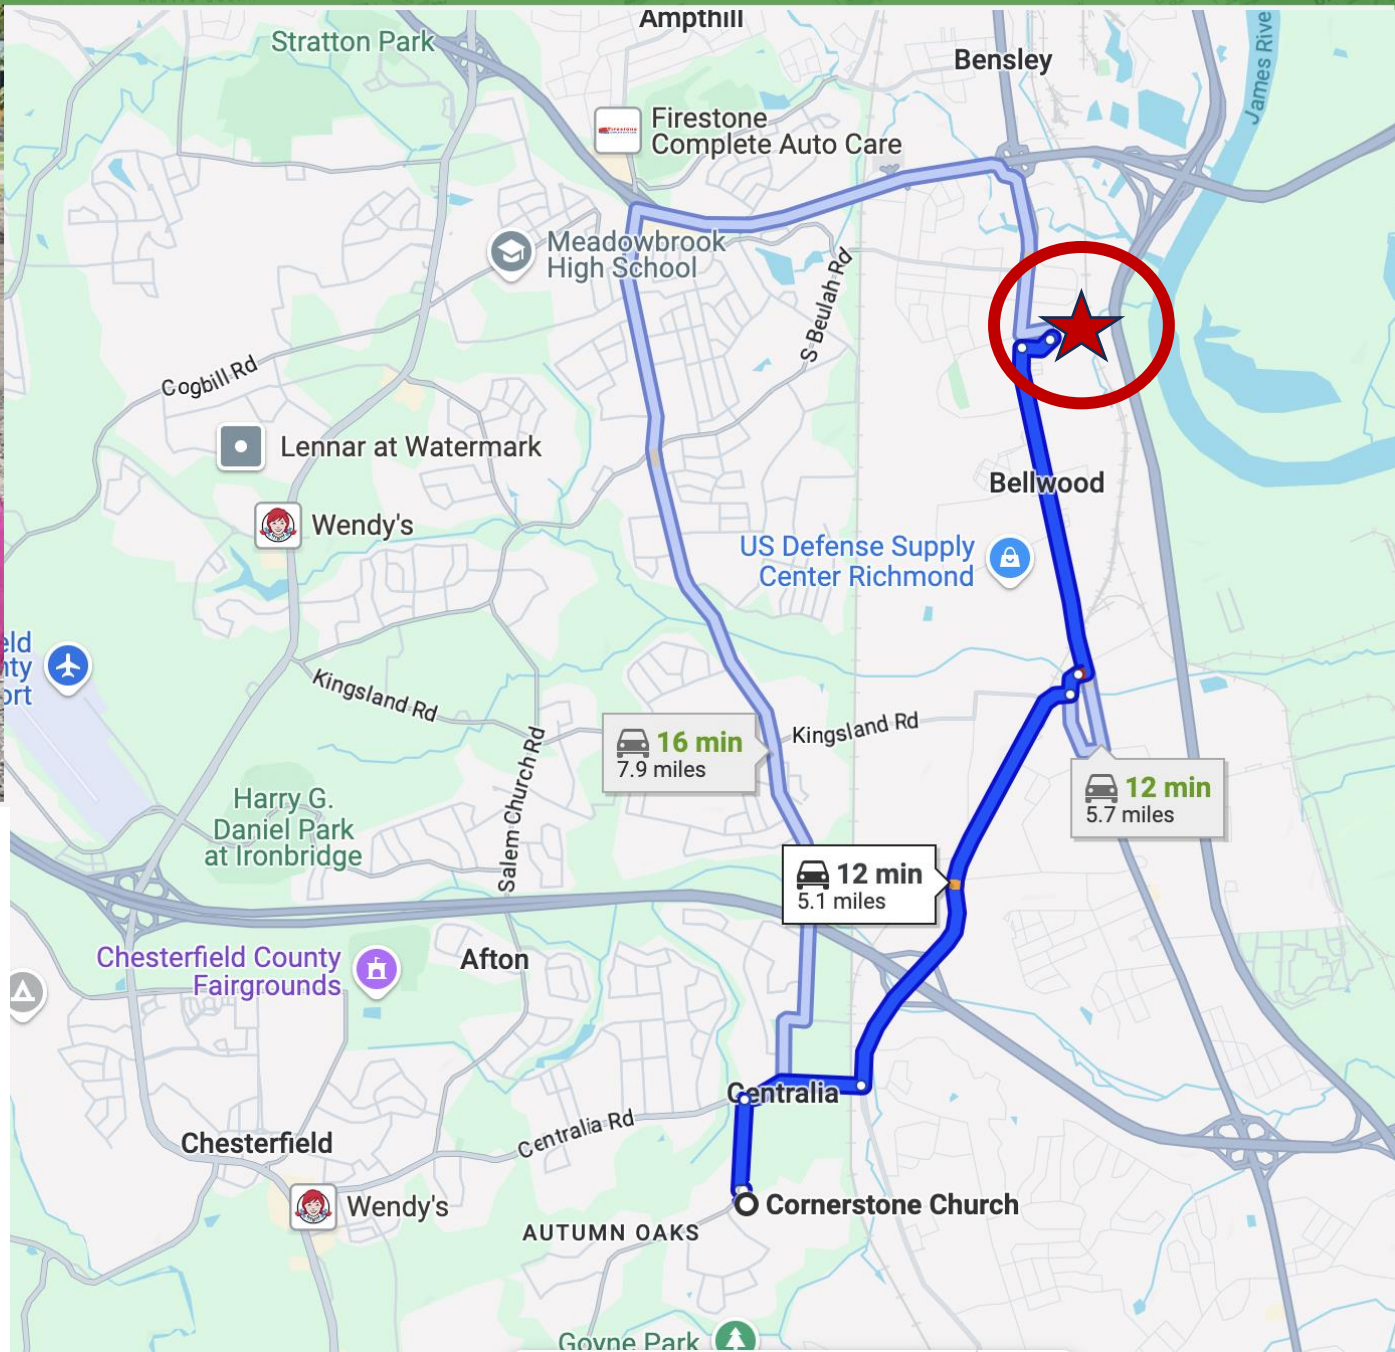 Ampthill
Stratton Park
Bensley
James Rive
Firestone
Complete Auto Care
Meadowbrook
High School
S Beulah Rd
Cogbill Rd
Lennar at Watermark
Bellwood
Wendy's
US Defense Supply
Center Richmond
eld
nty
ort
Kingsland Rd
Kingsland Rd
16 min
7.9 miles
Salem Church Rd
12 min
5.7 miles
Harry G.
Daniel Park
at Ironbridge
12 min
5.1 miles
Chesterfield County
Fairgrounds
Afton
Centralia
Centralia Rd
Chesterfield
Wendy's
Cornerstone Church
AUTUMN OAKS
Goyne Park